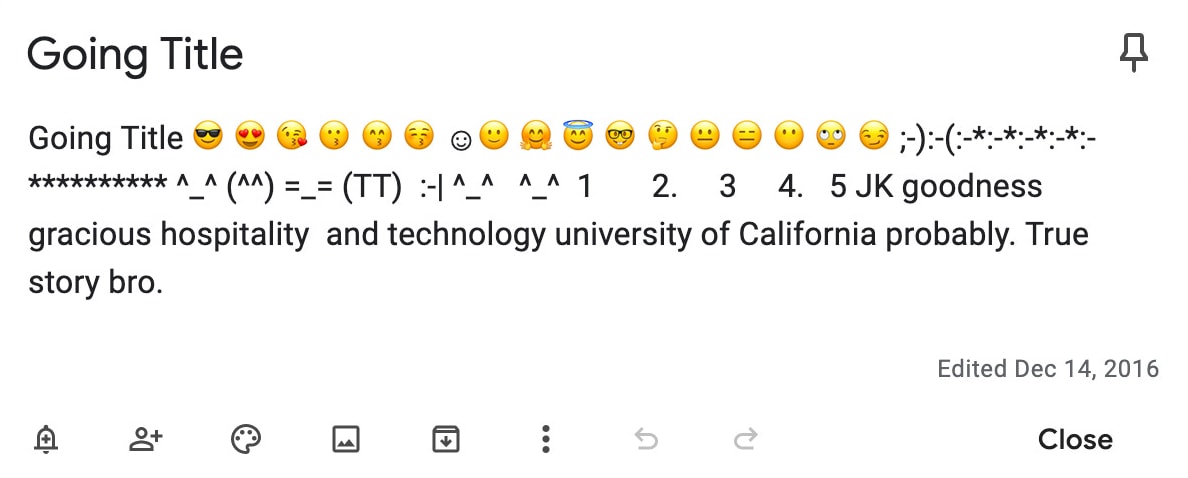 Going Title
Going Title 😎 😍 😘 😗 😙 😚 ☺🙂 🤗 😇 🤓 🤔 😐 😑 😶 🙄 😏 ;-):-(:-*:-*:-*:-*:-
********** ^_^ (^^) =_= (TT)  :-| ^_^   ^_^  1      2.     3     4.   5 JK goodness
gracious hospitality  and technology university of California probably. True
story bro.
Edited Dec 14, 2016
Close